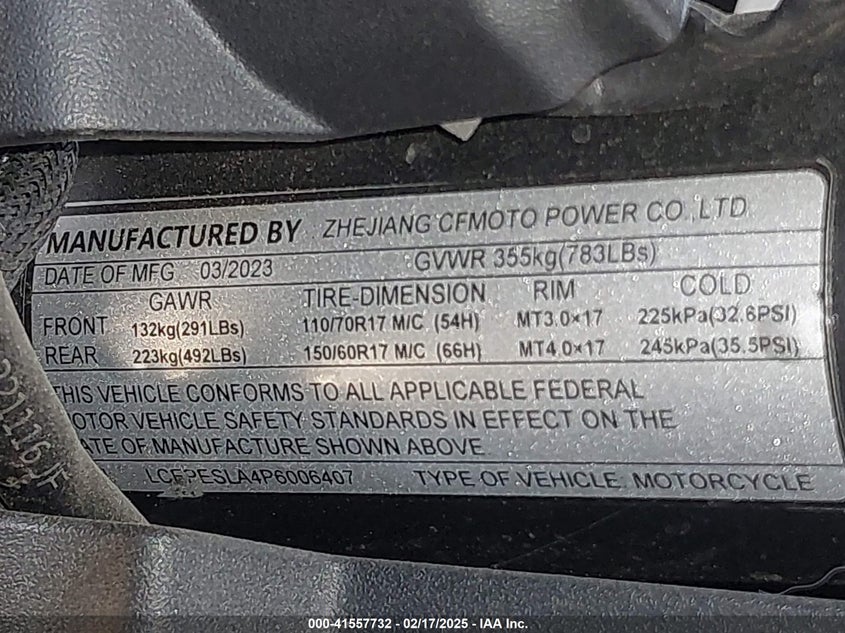 MANUFACTURED BY ZHEJIANG CFMOTO POWER CO.,LTD
DATE OF MFG 03/2023 GVWR 355kg(783LBs)
GAWR TIRE-DIMENSION RIM COLD
FRONT 132kg(291LBs) 110/70R17 M/C (54H) MT3.0×17 225kPa(32.6PSI)
REAR 223kg(492LBs) 150/60R17 M/C (66H) MT4.0×17 245kPa(35.5PSI)
THIS VEHICLE CONFORMS TO ALL APPLICABLE FEDERAL
OTOR VEHICLE SAFETY STANDARDS IN EFFECT ON THE
ATE OF MANUFACTURE SHOWN ABOVE
LCEPESLA4P6006407 TYPE OF VEHICLE: MOTORCYCLE
000-41557732 / 02/17/2025 / IAA Inc.